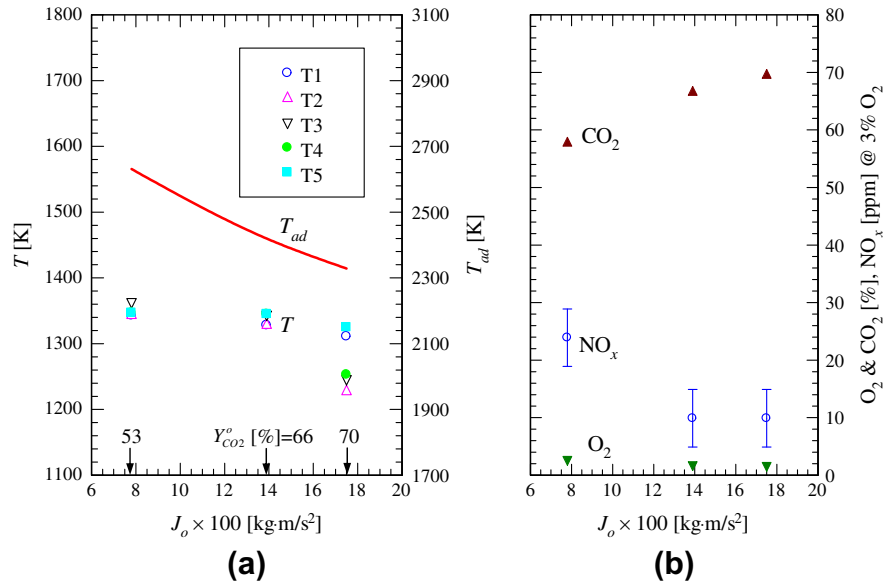 1800
1700
1600
1500
1400
1300
1200
1100
T [K]
T1
T2
T3
T4
T5
T_ad
T
53
Y°_CO2 [%]=66
70
6 8 10 12 14 16 18 20
J_o × 100 [kg·m/s²]
3100
2900
2700
2500
2300
2100
1900
1700
T_ad [K]
(a)
CO₂
NOₓ
O₂
6 8 10 12 14 16 18 20
J_o × 100 [kg·m/s²]
80
70
60
50
40
30
20
10
0
O₂ & CO₂ [%], NOₓ [ppm] @ 3% O₂
(b)